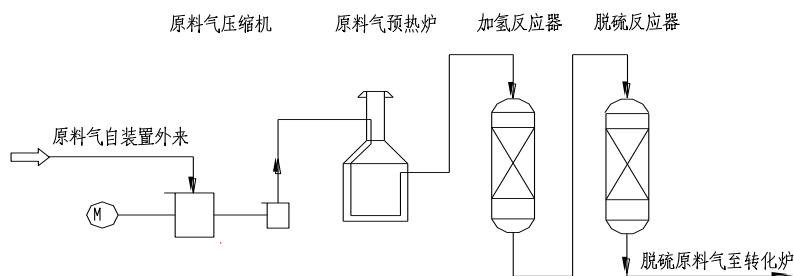 原料气压缩机 原料气预热炉 加氢反应器 脱硫反应器
原料气自装置外来
M
脱硫原料气至转化炉